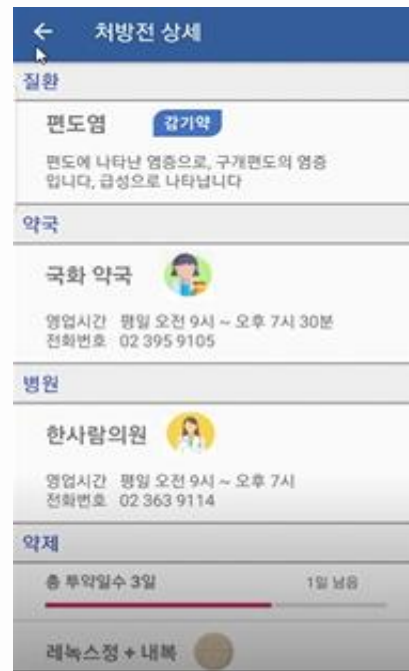 처방전 상세
질환
편도염 감기약
편도에 나타난 염증으로, 구개편도의 염증
입니다, 급성으로 나타납니다
약국
국화 약국
영업시간 평일 오전 9시 ~ 오후 7시 30분
전화번호 02 395 9105
병원
한사람의원
영업시간 평일 오전 9시 ~ 오후 7시
전화번호 02 363 9114
약제
총 투약일수 3일 1일 남음
레녹스정 + 내복